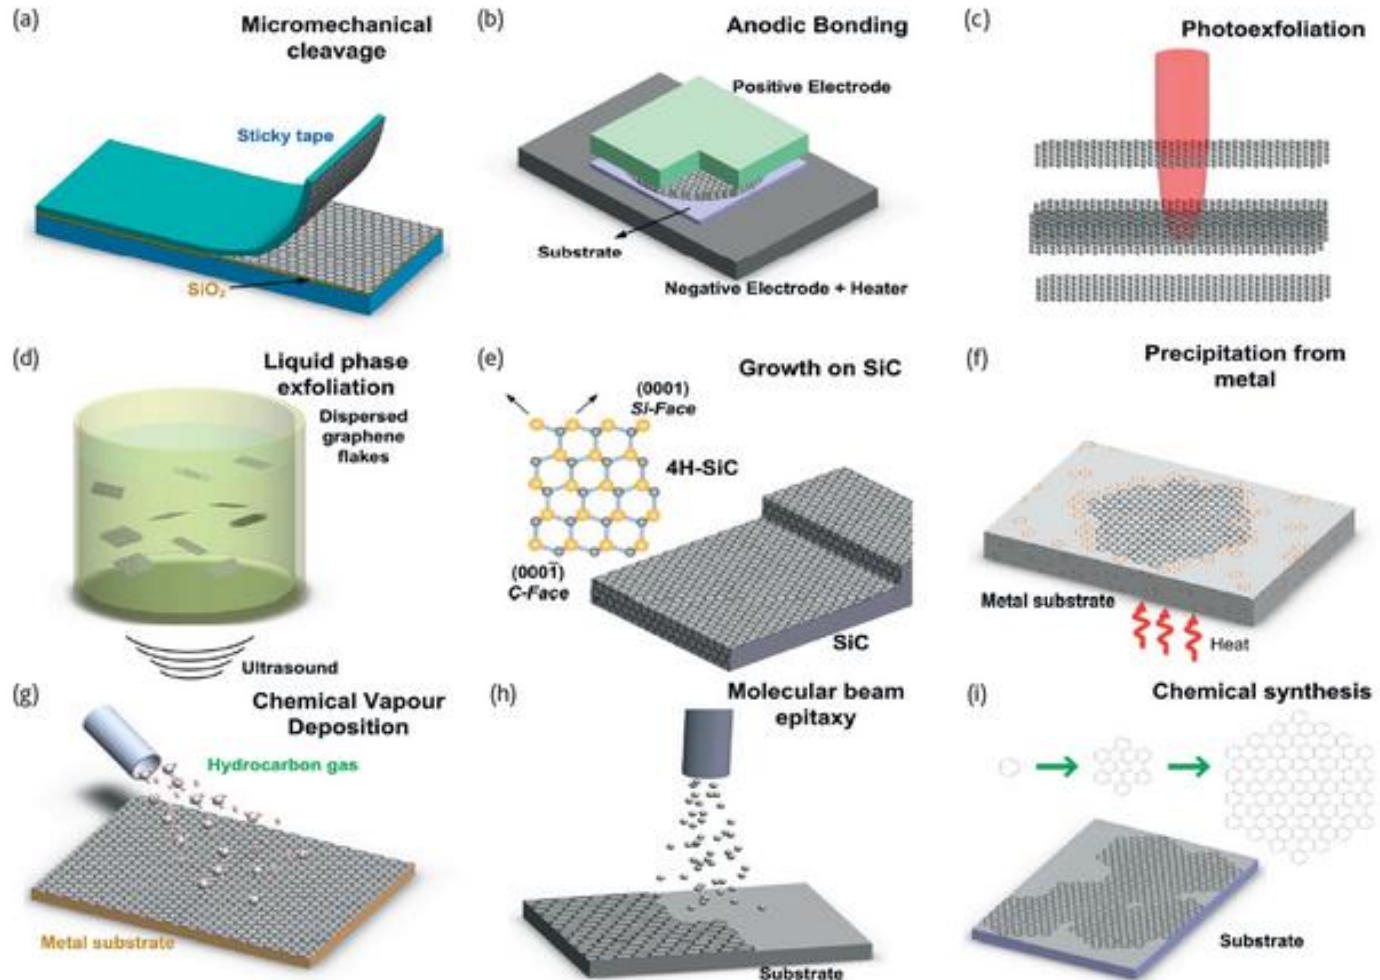 (a)
Micromechanical
cleavage
Sticky tape
SiO₂
(b)
Anodic Bonding
Positive Electrode
Substrate
Negative Electrode + Heater
(c)
Photoexfoliation
(d)
Liquid phase
exfoliation
Dispersed
graphene
flakes
Ultrasound
(e)
Growth on SiC
(0001)
Si-Face
4H-SiC
(0001̅)
C-Face
SiC
(f)
Precipitation from
metal
Metal substrate
Heat
(g)
Chemical Vapour
Deposition
Hydrocarbon gas
Metal substrate
(h)
Molecular beam
epitaxy
Substrate
(i)
Chemical synthesis
Substrate